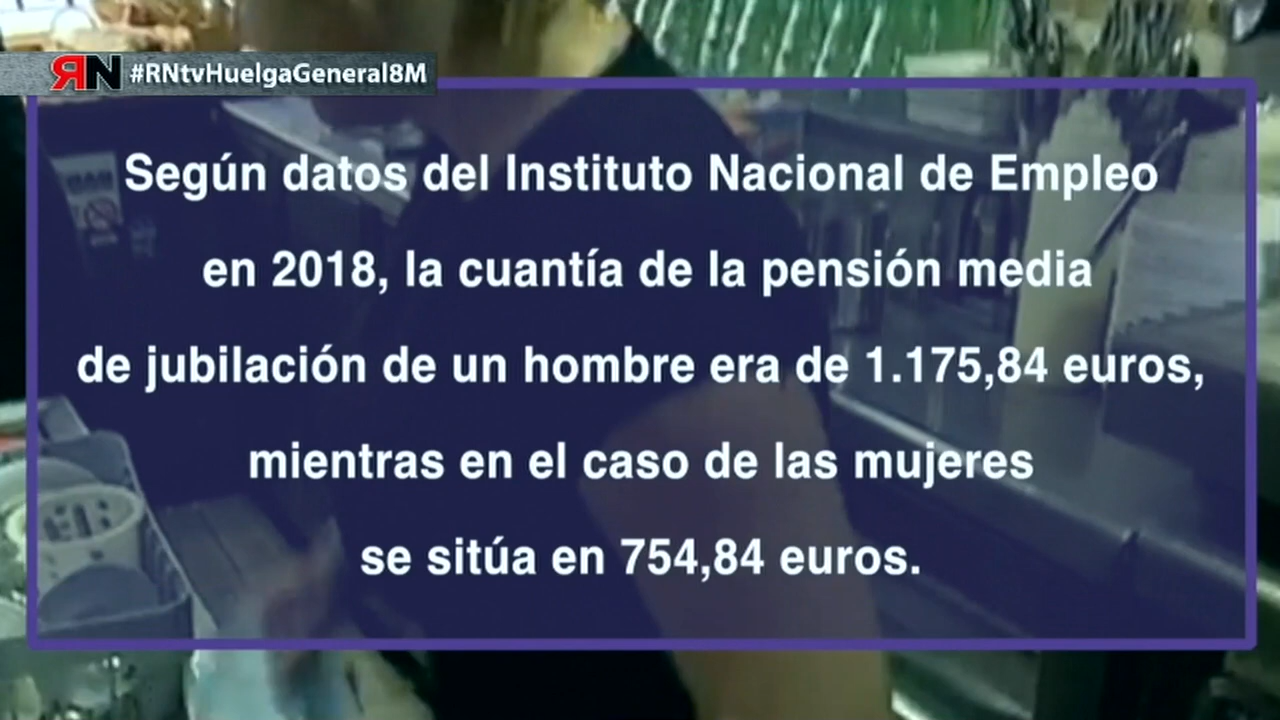 RN #RNtvHuelgaGeneral8M
Según datos del Instituto Nacional de Empleo
en 2018, la cuantía de la pensión media
de jubilación de un hombre era de 1.175,84 euros,
mientras en el caso de las mujeres
se sitúa en 754,84 euros.